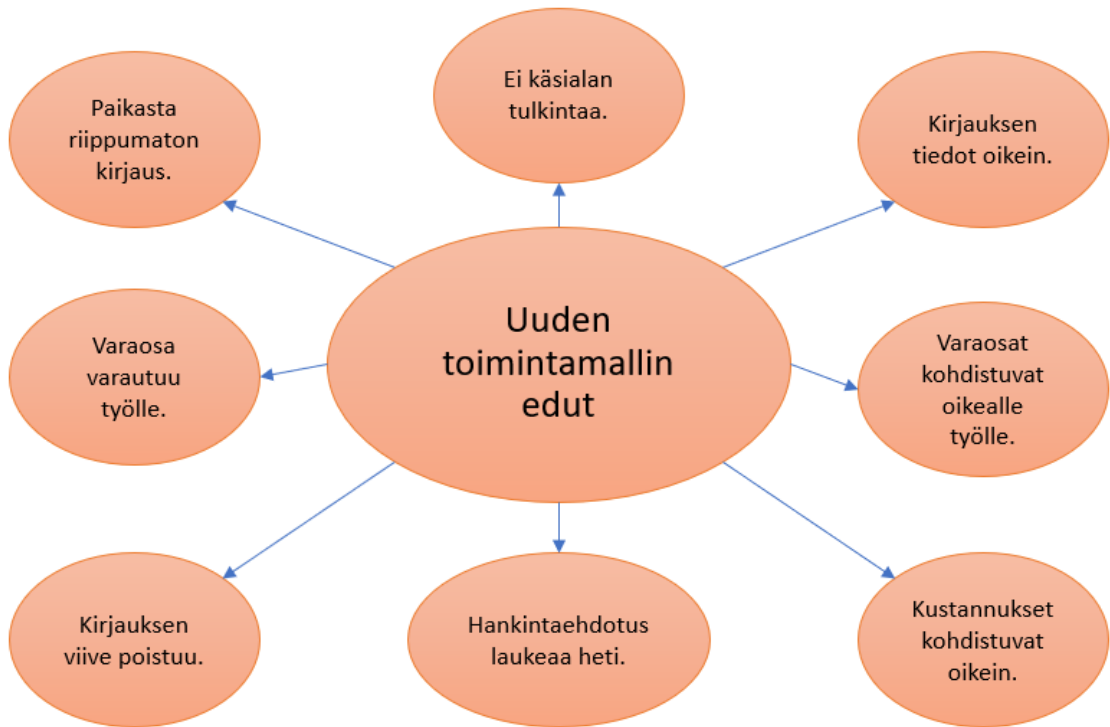 Ei käsialan
tulkintaa.
Paikasta
riippumaton
kirjaus.
Kirjauksen
tiedot oikein.
Uuden
toimintamallin
edut
Varaosa
varautuu
työlle.
Varaosat
kohdistuvat
oikealle
työlle.
Kirjauksen
viive poistuu.
Hankintaehdotus
laukeaa heti.
Kustannukset
kohdistuvat
oikein.